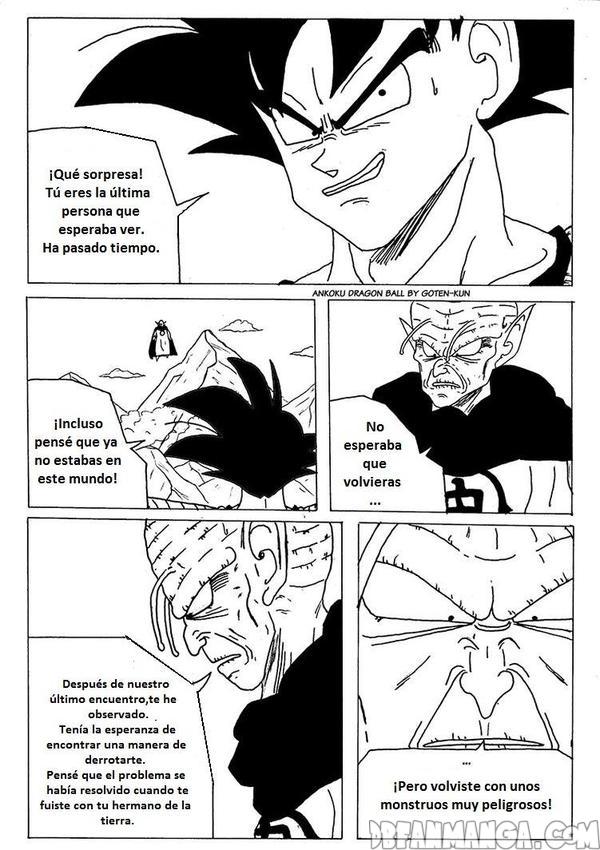 ¡Qué sorpresa!
Tú eres la última
persona que
esperaba ver.
Ha pasado tiempo.
ANKOKU DRAGON BALL BY GOTEN-KUN
¡Incluso
pensé que ya
no estabas en
este mundo!
No
esperaba
que
volvieras
...
Después de nuestro
último encuentro,te he
observado.
Tenía la esperanza de
encontrar una manera de
derrotarte.
Pensé que el problema se
había resolvido cuando te
fuiste con tu hermano de la
tierra.
...
¡Pero volviste con unos
monstruos muy peligrosos!
DBFANMANGA.COM